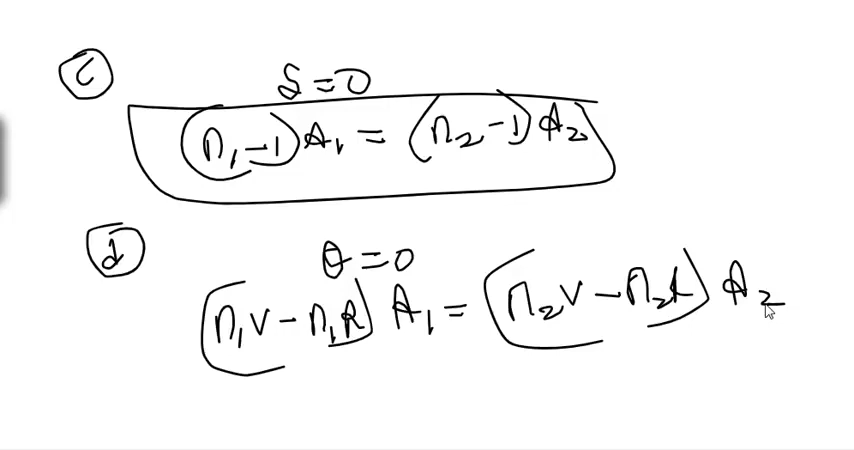 (c)
δ = 0
(n₁ - 1) A₁ = (n₂ - 1) A₂
(d)
θ = 0
(n₁v - n₁R) A₁ = (n₂v - n₂R) A₂